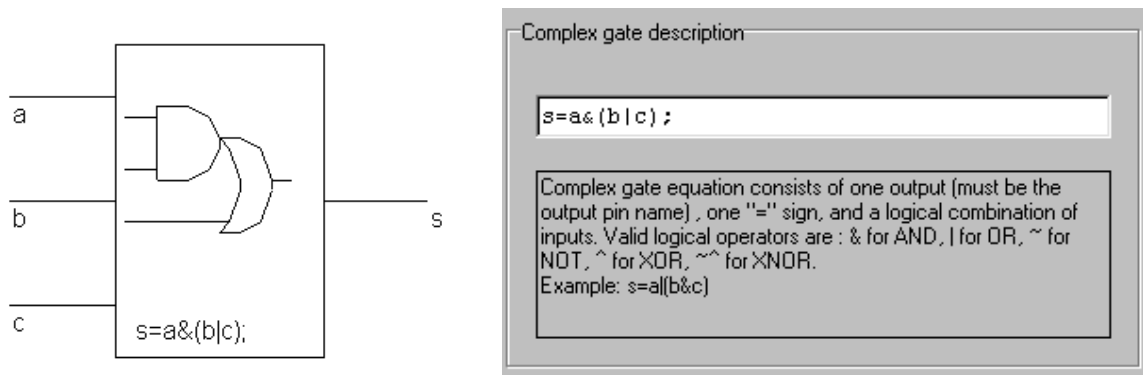 a
b
c
s
s=a&(b|c);
Complex gate description
s=a&(b|c);
Complex gate equation consists of one output (must be the
output pin name) , one "=" sign, and a logical combination of
inputs. Valid logical operators are : & for AND, | for OR, ~ for
NOT, ^ for XOR, ~^ for XNOR.
Example: s=a|(b&c)